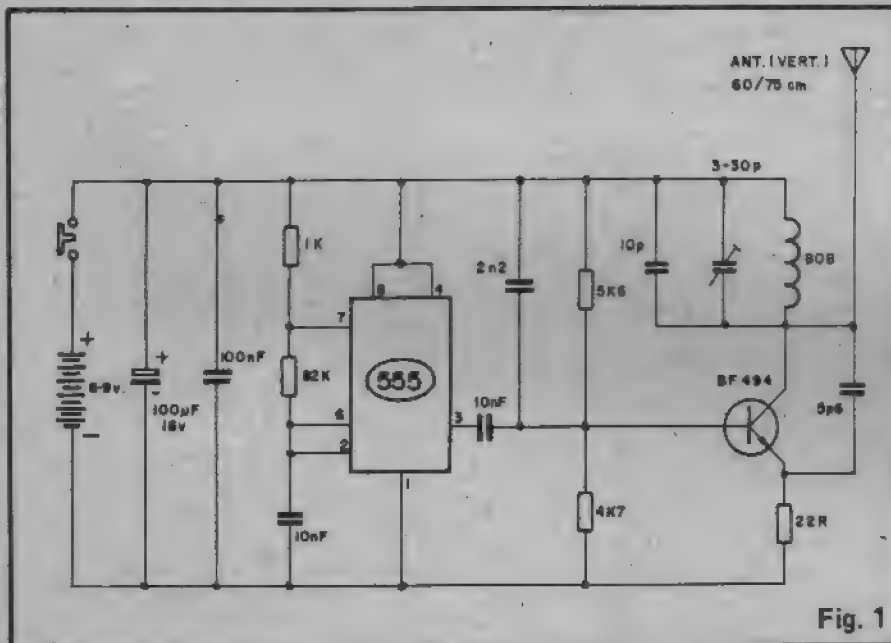 ANT. (VERT.)
60/75 cm
3-30p
1K
2n2
5K6
10p
BOB
8
4
7
100nF
82K
555
BF 494
6-9v.
+
+
-
-
100µF
16v
6
2
10nF
3
5p6
1
4K7
22R
10nF
Fig. 1